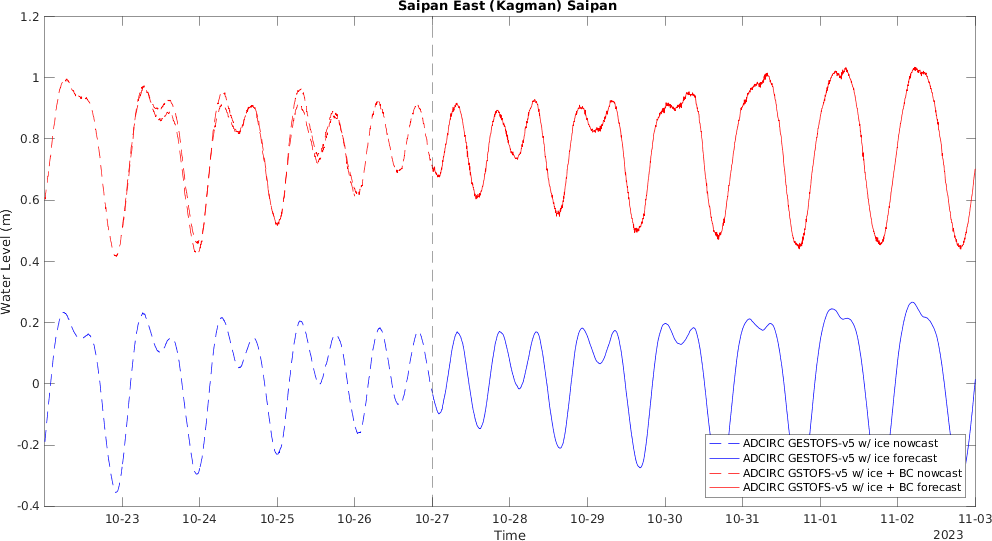 Saipan East (Kagman) Saipan
Water Level (m)
1.2
1
0.8
0.6
0.4
0.2
0
-0.2
-0.4
ADCIRC GESTOFS-v5 w/ ice nowcast
ADCIRC GESTOFS-v5 w/ ice forecast
ADCIRC GSTOFS-v5 w/ ice + BC nowcast
ADCIRC GSTOFS-v5 w/ ice + BC forecast
10-23 10-24 10-25 10-26 10-27 10-28 10-29 10-30 10-31 11-01 11-02 11-03
Time
2023